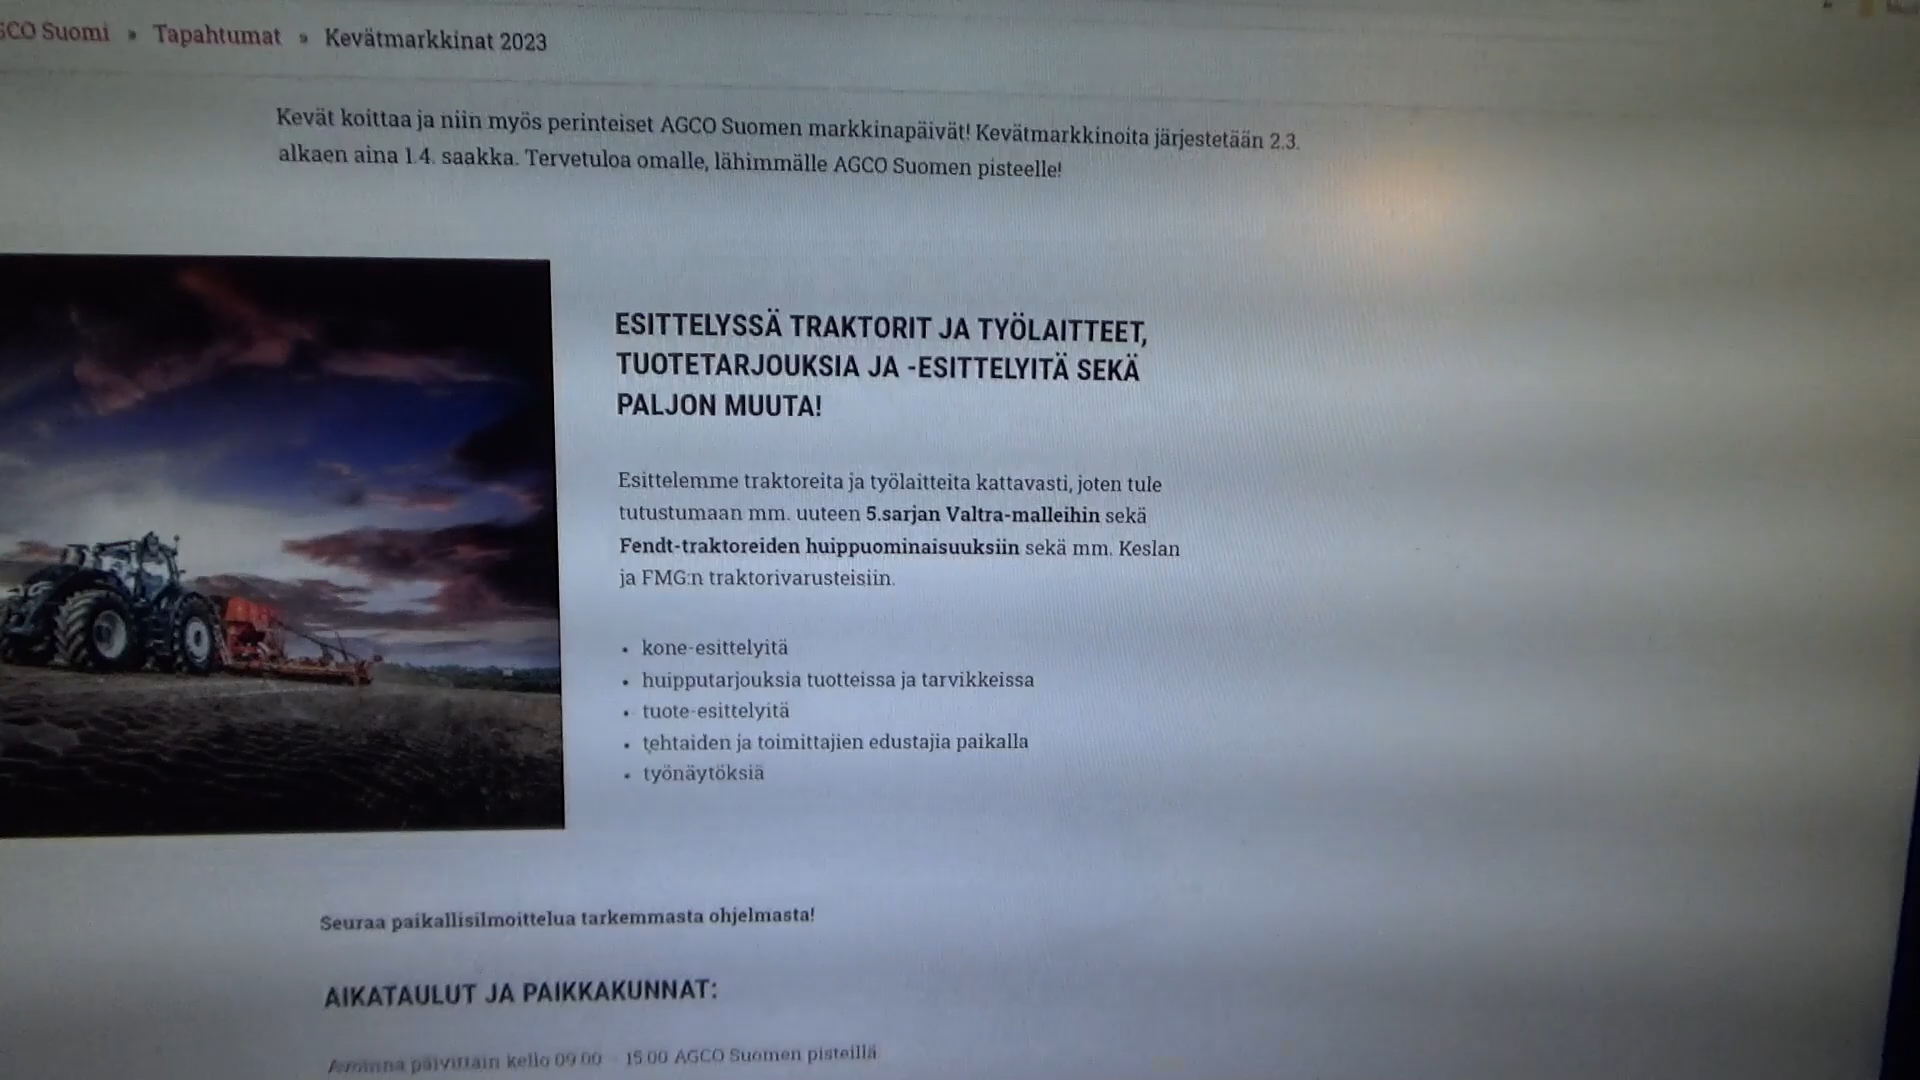 GCO Suomi » Tapahtumat » Kevätmarkkinat 2023
Kevät koittaa ja niin myös perinteiset AGCO Suomen markkinapäivät! Kevätmarkkinoita järjestetään 2.3.
alkaen aina 1.4. saakka. Tervetuloa omalle, lähimmälle AGCO Suomen pisteelle!
ESITTELYSSÄ TRAKTORIT JA TYÖLAITTEET,
TUOTETARJOUKSIA JA -ESITTELYITÄ SEKÄ
PALJON MUUTA!
Esittelemme traktoreita ja työlaitteita kattavasti, joten tule
tutustumaan mm. uuteen 5.sarjan Valtra-malleihin sekä
Fendt-traktoreiden huippuominaisuuksiin sekä mm. Keslan
ja FMG:n traktorivarusteisiin.
• kone-esittelyitä
• huipputarjouksia tuotteissa ja tarvikkeissa
• tuote-esittelyitä
• tehtaiden ja toimittajien edustajia paikalla
• työnäytöksiä
Seuraa paikallisilmoittelua tarkemmasta ohjelmasta!
AIKATAULUT JA PAIKKAKUNNAT:
Avoinna päivittäin kello 09.00 – 15.00 AGCO Suomen pisteillä